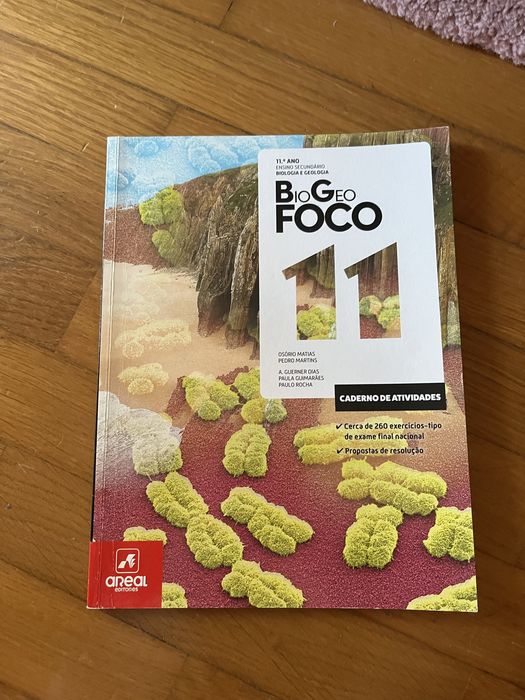 11.º ANO
ENSINO SECUNDÁRIO
BIOLOGIA E GEOLOGIA
BIOGEO
FOCO
11
OSÓRIO MATIAS
PEDRO MARTINS
A. GUERNER DIAS
PAULA GUIMARÃES
PAULO ROCHA
CADERNO DE ATIVIDADES
✓ Cerca de 260 exercícios-tipo
de exame final nacional
✓ Propostas de resolução
areal
EDITORES